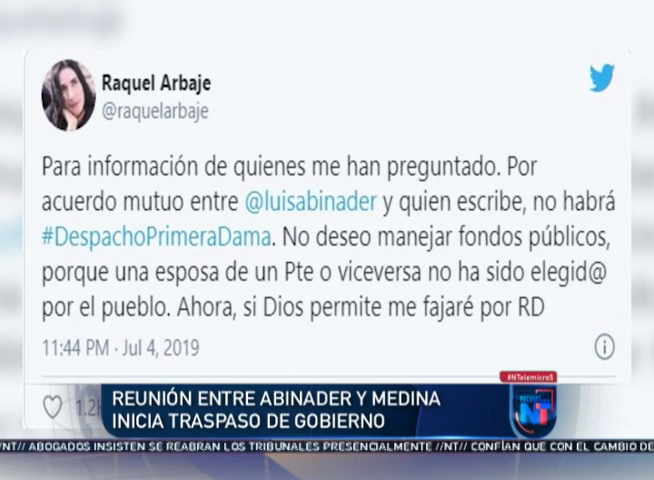 Raquel Arbaje
@raquelarbaje
Para información de quienes me han preguntado. Por
acuerdo mutuo entre @luisabinader y quien escribe, no habrá
#DespachoPrimeraDama. No deseo manejar fondos públicos,
porque una esposa de un Pte o viceversa no ha sido elegid@
por el pueblo. Ahora, si Dios permite me fajaré por RD
11:44 PM · Jul 4, 2019
#NTelemicro5
REUNIÓN ENTRE ABINADER Y MEDINA
INICIA TRASPASO DE GOBIERNO
NT
/NT// ABOGADOS INSISTEN SE REABRAN LOS TRIBUNALES PRESENCIALMENTE //NT// CONFÍAN QUE CON EL CAMBIO DE